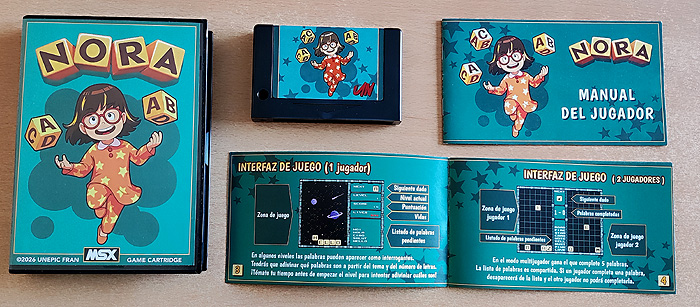 NORA
A
C
D
A
B
D
©2026 UNEPIC FRAN
MSX
GAME CARTRIDGE
NORA
UN
NORA
MANUAL
DEL JUGADOR
INTERFAZ DE JUEGO (1 jugador)
Zona de juego
Siguiente dado
Nivel actual
Puntuación
Vidas
Listado de palabras
pendientes
En algunos niveles las palabras pueden aparecer como interrogantes.
Tendrás que adivinar qué palabras son a partir del tema y del número de letras.
¡Tómate tu tiempo antes de empezar el nivel para intentar adivinar cuáles son!
3
INTERFAZ DE JUEGO ( 2 JUGADORES )
Zona de juego
jugador 1
Siguiente dado
Palabras completadas
Listado de palabras
pendientes
Zona de juego
jugador 2
En el modo multijugador gana el que complete 5 palabras.
La lista de palabras es compartida. Si un jugador completa una palabra,
desaparecerá de la lista y el otro jugador no podrá completarla.
4